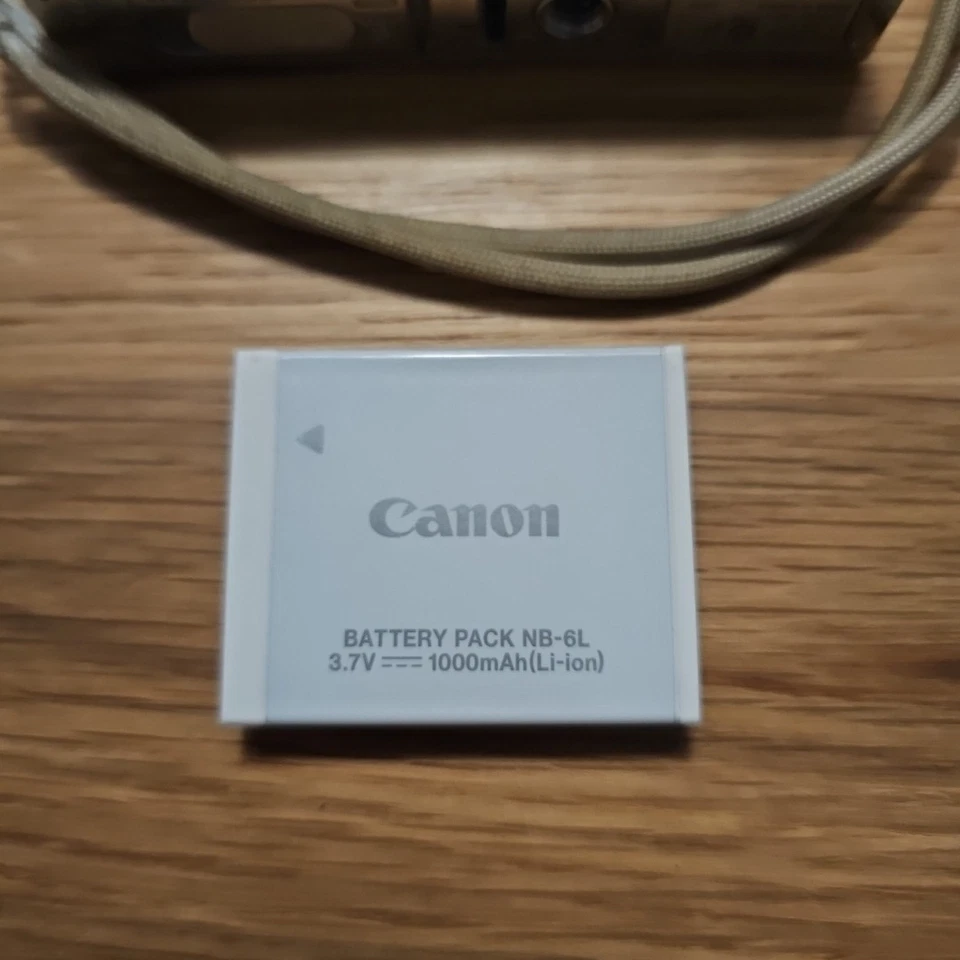 Canon
BATTERY PACK NB-6L
3.7V ⎓ 1000mAh(Li-ion)